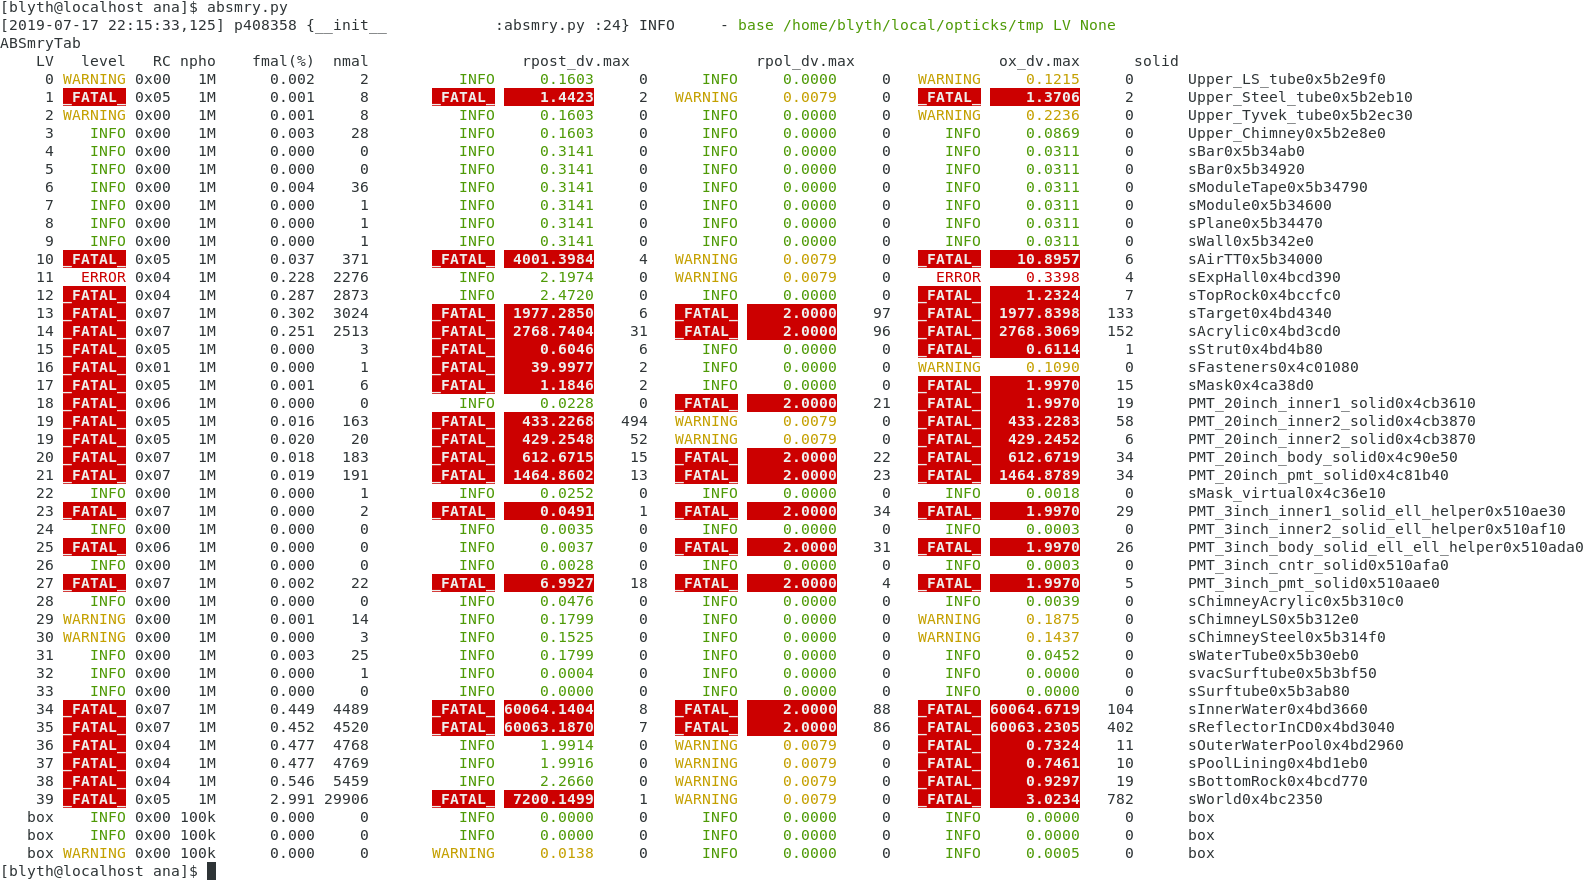 [blyth@localhost ana]$ absmry.py
[2019-07-17 22:15:33,125] p408358 {__init__            :absmry.py :24} INFO     - base /home/blyth/local/opticks/tmp LV None
ABSmryTab
LV level RC npho fmal(%) nmal rpost_dv.max rpol_dv.max ox_dv.max solid
0 WARNING 0x00 1M 0.002 2 INFO 0.1603 0 INFO 0.0000 0 WARNING 0.1215 0 Upper_LS_tube0x5b2e9f0
1 _FATAL_ 0x05 1M 0.001 8 _FATAL_ 1.4423 2 WARNING 0.0079 0 _FATAL_ 1.3706 2 Upper_Steel_tube0x5b2eb10
2 WARNING 0x00 1M 0.001 8 INFO 0.1603 0 INFO 0.0000 0 WARNING 0.2236 0 Upper_Tyvek_tube0x5b2ec30
3 INFO 0x00 1M 0.003 28 INFO 0.1603 0 INFO 0.0000 0 INFO 0.0869 0 Upper_Chimney0x5b2e8e0
4 INFO 0x00 1M 0.000 0 INFO 0.3141 0 INFO 0.0000 0 INFO 0.0311 0 sBar0x5b34ab0
5 INFO 0x00 1M 0.000 0 INFO 0.3141 0 INFO 0.0000 0 INFO 0.0311 0 sBar0x5b34920
6 INFO 0x00 1M 0.004 36 INFO 0.3141 0 INFO 0.0000 0 INFO 0.0311 0 sModuleTape0x5b34790
7 INFO 0x00 1M 0.000 1 INFO 0.3141 0 INFO 0.0000 0 INFO 0.0311 0 sModule0x5b34600
8 INFO 0x00 1M 0.000 1 INFO 0.3141 0 INFO 0.0000 0 INFO 0.0311 0 sPlane0x5b34470
9 INFO 0x00 1M 0.000 1 INFO 0.3141 0 INFO 0.0000 0 INFO 0.0311 0 sWall0x5b342e0
10 _FATAL_ 0x05 1M 0.037 371 _FATAL_ 4001.3984 4 WARNING 0.0079 0 _FATAL_ 10.8957 6 sAirTT0x5b34000
11 ERROR 0x04 1M 0.228 2276 INFO 2.1974 0 WARNING 0.0079 0 ERROR 0.3398 4 sExpHall0x4bcd390
12 _FATAL_ 0x04 1M 0.287 2873 INFO 2.4720 0 INFO 0.0000 0 _FATAL_ 1.2324 7 sTopRock0x4bccfc0
13 _FATAL_ 0x07 1M 0.302 3024 _FATAL_ 1977.2850 6 _FATAL_ 2.0000 97 _FATAL_ 1977.8398 133 sTarget0x4bd4340
14 _FATAL_ 0x07 1M 0.251 2513 _FATAL_ 2768.7404 31 _FATAL_ 2.0000 96 _FATAL_ 2768.3069 152 sAcrylic0x4bd3cd0
15 _FATAL_ 0x05 1M 0.000 3 _FATAL_ 0.6046 6 INFO 0.0000 0 _FATAL_ 0.6114 1 sStrut0x4bd4b80
16 _FATAL_ 0x01 1M 0.000 1 _FATAL_ 39.9977 2 INFO 0.0000 0 WARNING 0.1090 0 sFasteners0x4c01080
17 _FATAL_ 0x05 1M 0.001 6 _FATAL_ 1.1846 2 INFO 0.0000 0 _FATAL_ 1.9970 15 sMask0x4ca38d0
18 _FATAL_ 0x06 1M 0.000 0 INFO 0.0228 0 _FATAL_ 2.0000 21 _FATAL_ 1.9970 19 PMT_20inch_inner1_solid0x4cb3610
19 _FATAL_ 0x05 1M 0.016 163 _FATAL_ 433.2268 494 WARNING 0.0079 0 _FATAL_ 433.2283 58 PMT_20inch_inner2_solid0x4cb3870
19 _FATAL_ 0x05 1M 0.020 20 _FATAL_ 429.2548 52 WARNING 0.0079 0 _FATAL_ 429.2452 6 PMT_20inch_inner2_solid0x4cb3870
20 _FATAL_ 0x07 1M 0.018 183 _FATAL_ 612.6715 15 _FATAL_ 2.0000 22 _FATAL_ 612.6719 34 PMT_20inch_body_solid0x4c90e50
21 _FATAL_ 0x07 1M 0.019 191 _FATAL_ 1464.8602 13 _FATAL_ 2.0000 23 _FATAL_ 1464.8789 34 PMT_20inch_pmt_solid0x4c81b40
22 INFO 0x00 1M 0.000 1 INFO 0.0252 0 INFO 0.0000 0 INFO 0.0018 0 sMask_virtual0x4c36e10
23 _FATAL_ 0x07 1M 0.000 2 _FATAL_ 0.0491 1 _FATAL_ 2.0000 34 _FATAL_ 1.9970 29 PMT_3inch_inner1_solid_ell_helper0x510ae30
24 INFO 0x00 1M 0.000 0 INFO 0.0035 0 INFO 0.0000 0 INFO 0.0003 0 PMT_3inch_inner2_solid_ell_helper0x510af10
25 _FATAL_ 0x06 1M 0.000 0 INFO 0.0037 0 _FATAL_ 2.0000 31 _FATAL_ 1.9970 26 PMT_3inch_body_solid_ell_ell_helper0x510ada0
26 INFO 0x00 1M 0.000 0 INFO 0.0028 0 INFO 0.0000 0 INFO 0.0003 0 PMT_3inch_cntr_solid0x510afa0
27 _FATAL_ 0x07 1M 0.002 22 _FATAL_ 6.9927 18 _FATAL_ 2.0000 4 _FATAL_ 1.9970 5 PMT_3inch_pmt_solid0x510aae0
28 INFO 0x00 1M 0.000 0 INFO 0.0476 0 INFO 0.0000 0 INFO 0.0039 0 sChimneyAcrylic0x5b310c0
29 WARNING 0x00 1M 0.001 14 INFO 0.1799 0 INFO 0.0000 0 WARNING 0.1875 0 sChimneyLS0x5b312e0
30 WARNING 0x00 1M 0.000 3 INFO 0.1525 0 INFO 0.0000 0 WARNING 0.1437 0 sChimneySteel0x5b314f0
31 INFO 0x00 1M 0.003 25 INFO 0.1799 0 INFO 0.0000 0 INFO 0.0452 0 sWaterTube0x5b30eb0
32 INFO 0x00 1M 0.000 1 INFO 0.0004 0 INFO 0.0000 0 INFO 0.0000 0 svacSurftube0x5b3bf50
33 INFO 0x00 1M 0.000 0 INFO 0.0000 0 INFO 0.0000 0 INFO 0.0000 0 sSurftube0x5b3ab80
34 _FATAL_ 0x07 1M 0.449 4489 _FATAL_ 60064.1404 8 _FATAL_ 2.0000 88 _FATAL_ 60064.6719 104 sInnerWater0x4bd3660
35 _FATAL_ 0x07 1M 0.452 4520 _FATAL_ 60063.1870 7 _FATAL_ 2.0000 86 _FATAL_ 60063.2305 402 sReflectorInCD0x4bd3040
36 _FATAL_ 0x04 1M 0.477 4768 INFO 1.9914 0 WARNING 0.0079 0 _FATAL_ 0.7324 11 sOuterWaterPool0x4bd2960
37 _FATAL_ 0x04 1M 0.477 4769 INFO 1.9916 0 WARNING 0.0079 0 _FATAL_ 0.7461 10 sPoolLining0x4bd1eb0
38 _FATAL_ 0x04 1M 0.546 5459 INFO 2.2660 0 WARNING 0.0079 0 _FATAL_ 0.9297 19 sBottomRock0x4bcd770
39 _FATAL_ 0x05 1M 2.991 29906 _FATAL_ 7200.1499 1 WARNING 0.0079 0 _FATAL_ 3.0234 782 sWorld0x4bc2350
box INFO 0x00 100k 0.000 0 INFO 0.0000 0 INFO 0.0000 0 INFO 0.0000 0 box
box INFO 0x00 100k 0.000 0 INFO 0.0000 0 INFO 0.0000 0 INFO 0.0000 0 box
box WARNING 0x00 100k 0.000 0 WARNING 0.0138 0 INFO 0.0000 0 INFO 0.0005 0 box
[blyth@localhost ana]$